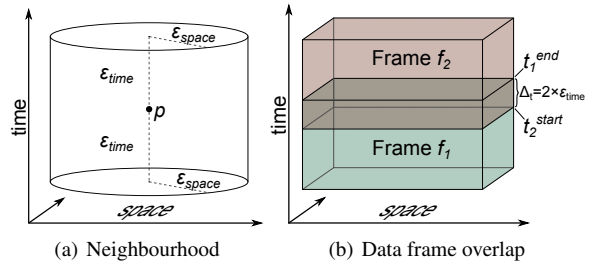 ε_space
ε_time
p
ε_time
ε_space
time
space
(a) Neighbourhood
Frame f_2
t_1^end
Δ_t=2×ε_time
t_2^start
Frame f_1
time
space
(b) Data frame overlap